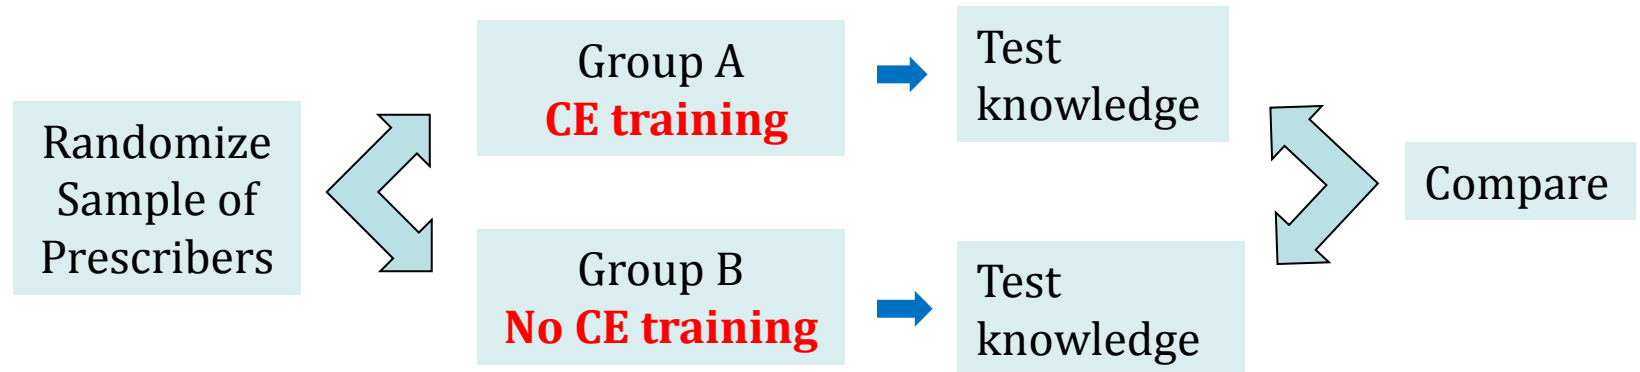 Randomize
Sample of
Prescribers
Group A
CE training
Test
knowledge
Group B
No CE training
Test
knowledge
Compare